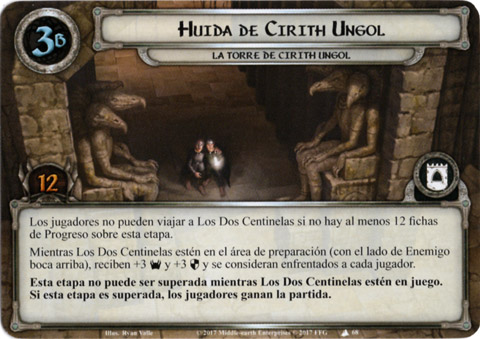 3B
HUIDA DE CIRITH UNGOL
LA TORRE DE CIRITH UNGOL
12
Los jugadores no pueden viajar a Los Dos Centinelas si no hay al menos 12 fichas
de Progreso sobre esta etapa.
Mientras Los Dos Centinelas estén en el área de preparación (con el lado de Enemigo
boca arriba), reciben +3 y +3 y se consideran enfrentados a cada jugador.
Esta etapa no puede ser superada mientras Los Dos Centinelas estén en juego.
Si esta etapa es superada, los jugadores ganan la partida.
Illus. Ryan Valle ©2017 Middle-earth Enterprises ©2017 FFG 68